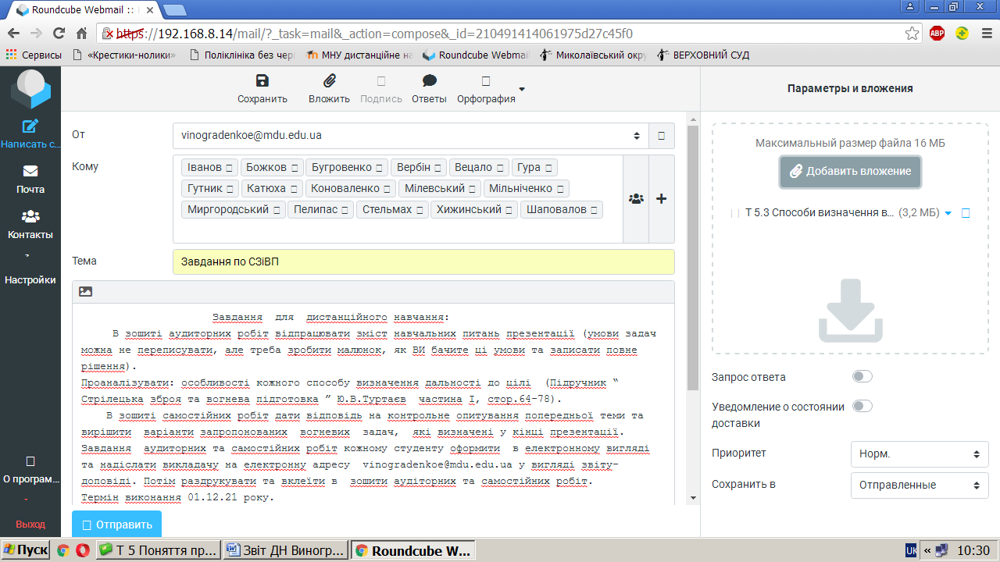 Roundcube Webmail ::
https://192.168.8.14/mail/?_task=mail&_action=compose&_id=210491414061975d27c45f0
ABP
Сервисы «Крестики-нолики» Поліклініка без чер МНУ дистанційне на Roundcube Webmail Миколаївський окру ВЕРХОВНИЙ СУД
Написать с...
Почта
Контакты
Настройки
О програм...
Выход
Сохранить Вложить Подпись Ответы Орфография
От vinogradenkoe@mdu.edu.ua
Кому
Іванов Божков Бугровенко Вербін Вецало Гура
Гутник Катюха Коноваленко Мілевський Мільніченко
Миргородський Пелипас Стельмах Хижинський Шаповалов
Тема Завдання по СЗіВП
Завдання для дистанційного навчання:
В зошиті аудиторних робіт відпрацювати зміст навчальних питань презентації (умови задач
можна не переписувати, але треба зробити малюнок, як ВИ бачите ці умови та записати повне
рішення).
Проаналізувати: особливості кожного способу визначення дальності до цілі (Підручник “
Стрілецька зброя та вогнева підготовка ” Ю.В.Туртаєв частина І, стор.64-78).
В зошиті самостійних робіт дати відповідь на контрольне опитування попередньої теми та
вирішити варіанти запропонованих вогневих задач, які визначені у кінці презентації.
Завдання аудиторних та самостійних робіт кожному студенту оформити в електронному вигляді
та надіслати викладачу на електронну адресу vinogradenkoe@mdu.edu.ua у вигляді звіту-
доповіді. Потім раздрукувати та вклеїти в зошити аудіторних та самостійних робіт.
Термін виконання 01.12.21 року.
Отправить
Параметры и вложения
Максимальный размер файла 16 МБ
Добавить вложение
Т 5.3 Способи визначення в... (3,2 МБ)
Запрос ответа
Уведомление о состоянии
доставки
Приоритет Норм.
Сохранить в Отправленные
Пуск Т 5 Поняття пр... Звіт ДН Виногр... Roundcube W... UK « 10:30